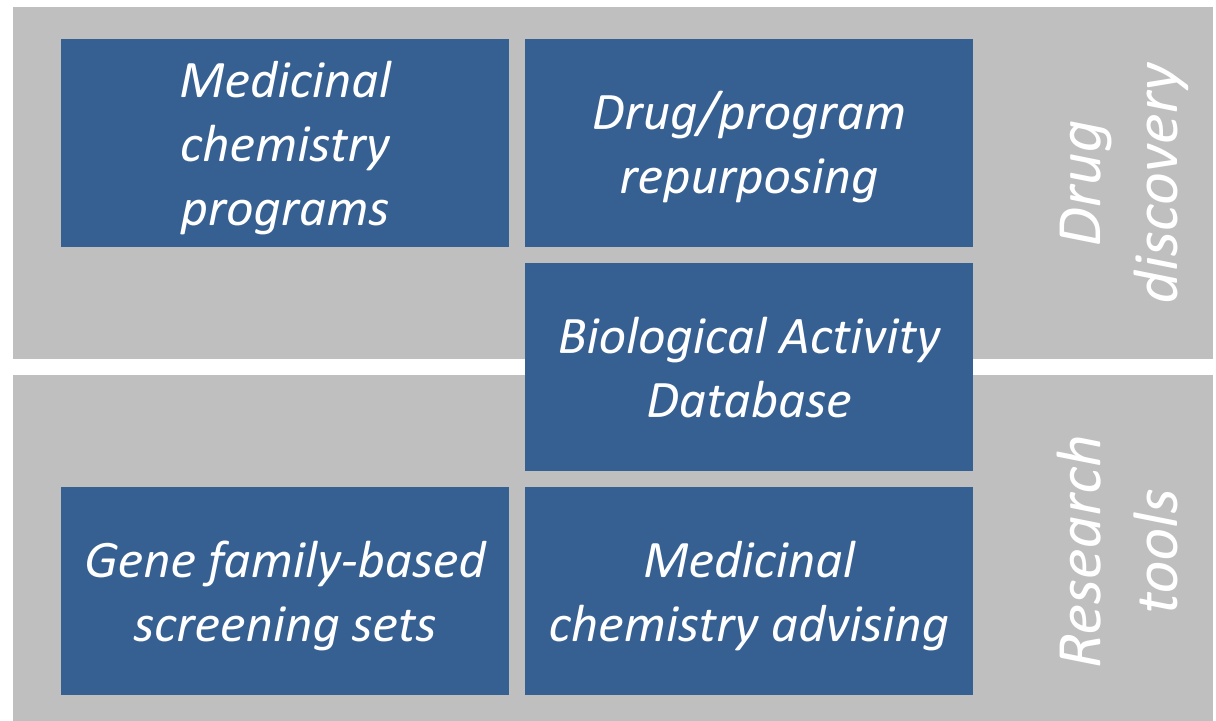 Medicinal
chemistry
programs
Drug/program
repurposing
Drug
discovery
Biological Activity
Database
Gene family-based
screening sets
Medicinal
chemistry advising
Research
tools